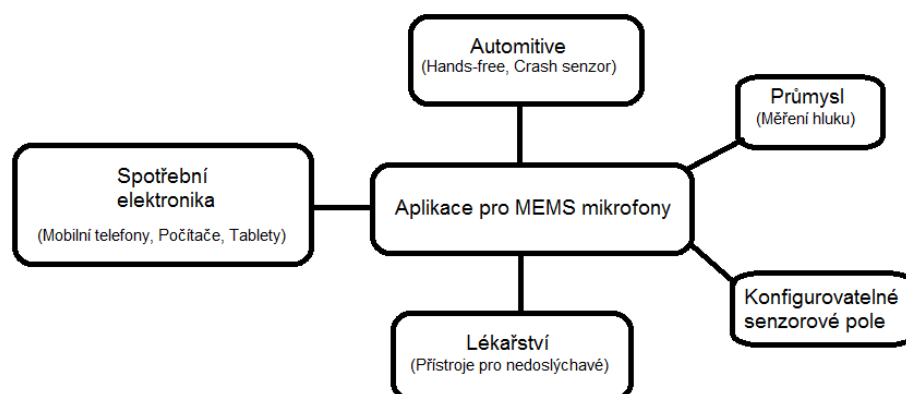 Automitive
(Hands-free, Crash senzor)
Průmysl
(Měření hluku)
Spotřební
elektronika
(Mobilní telefony, Počítače, Tablety)
Aplikace pro MEMS mikrofony
Konfigurovatelné
senzorové pole
Lékařství
(Přístroje pro nedoslýchavé)